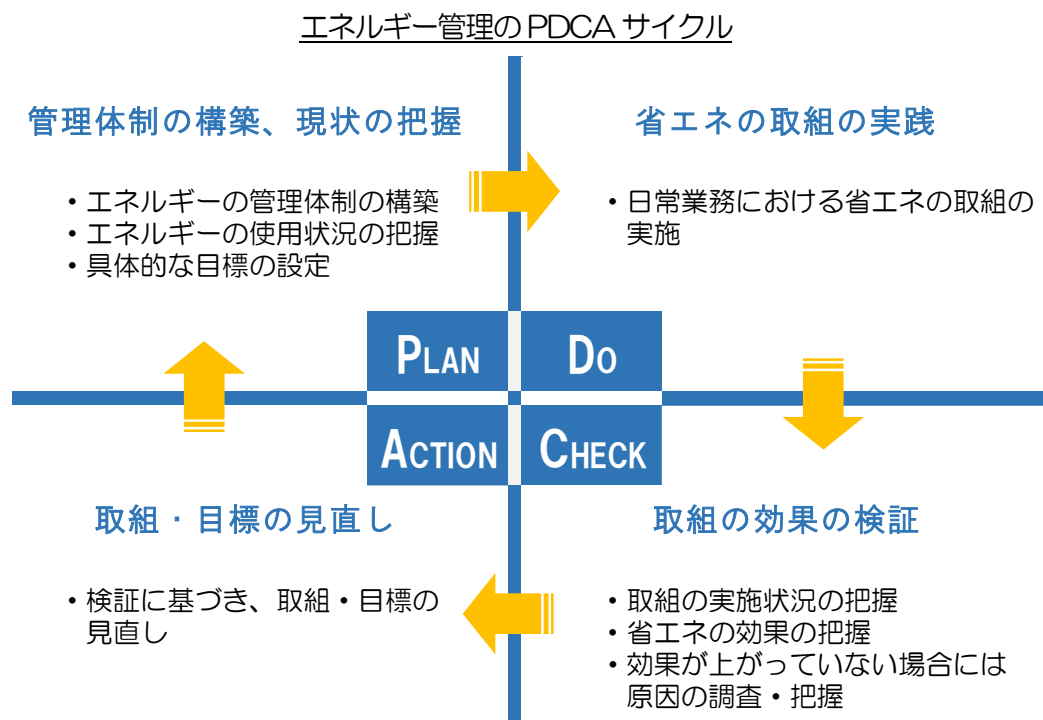 エネルギー管理のPDCAサイクル
管理体制の構築、現状の把握
・エネルギーの管理体制の構築
・エネルギーの使用状況の把握
・具体的な目標の設定
省エネの取組の実践
・日常業務における省エネの取組の
実施
PLAN
DO
ACTION
CHECK
取組・目標の見直し
・検証に基づき、取組・目標の
見直し
取組の効果の検証
・取組の実施状況の把握
・省エネの効果の把握
・効果が上がっていない場合には
原因の調査・把握